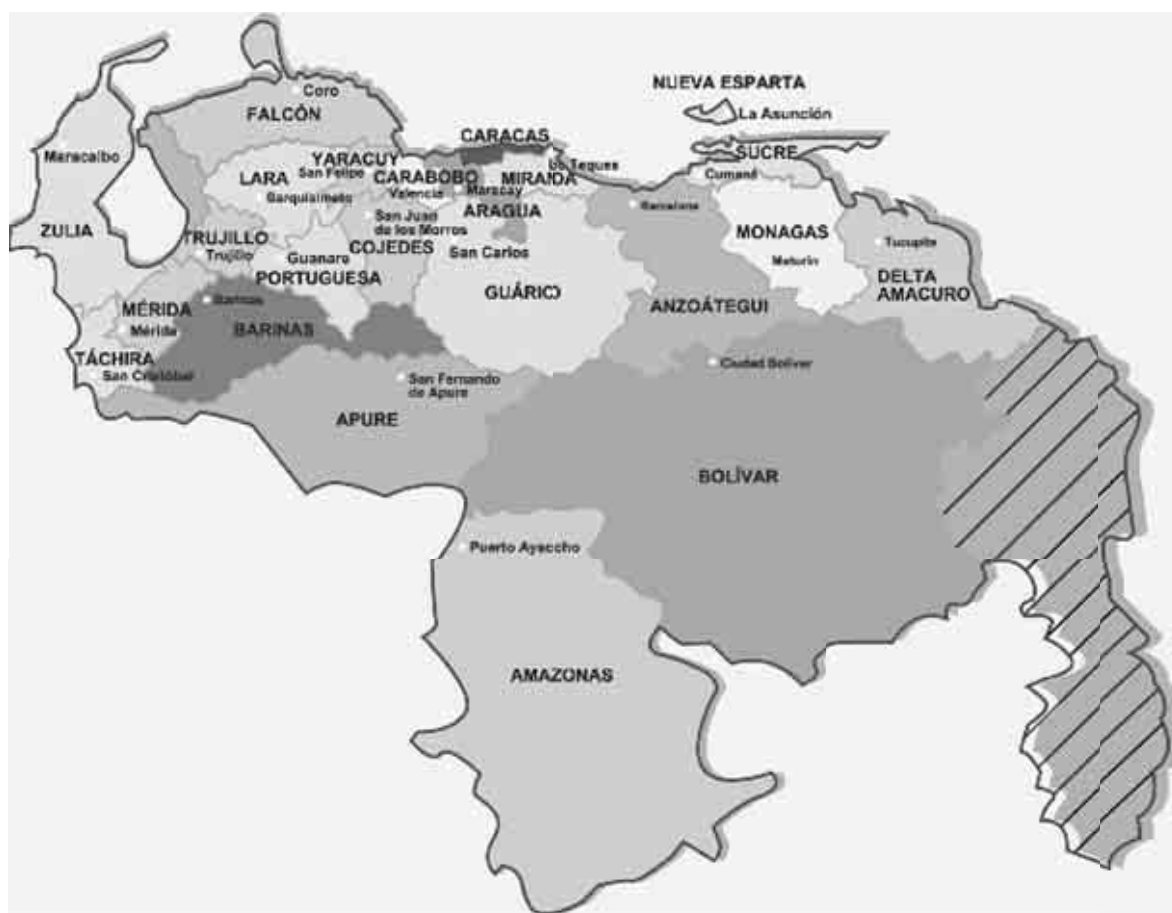 NUEVA ESPARTA
La Asunción
Coro
FALCÓN
CARACAS
SUCRE
Maracaibo
YARACUY
San Felipe
LARA
CARABOBO
MIRANDA
Los Teques
Cumaná
Barquisimeto
Valencia
Maracay
ARAGUA
Barcelona
San Juan
de los Morros
ZULIA
TRUJILLO
Trujillo
COJEDES
San Carlos
MONAGAS
Maturín
Tucupita
Guanare
PORTUGUESA
GUÁRICO
ANZOÁTEGUI
DELTA
AMACURO
MÉRIDA
Barinas
Mérida
BARINAS
TÁCHIRA
San Cristóbal
Ciudad Bolívar
San Fernando
de Apure
APURE
BOLÍVAR
Puerto Ayaccho
AMAZONAS